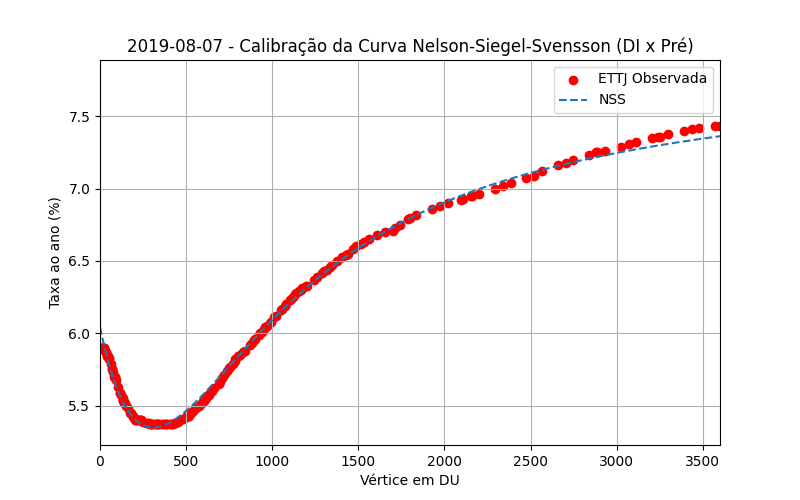 2019-08-07 - Calibração da Curva Nelson-Siegel-Svensson (DI x Pré)
ETTJ Observada
NSS
Taxa ao ano (%)
7.5
7.0
6.5
6.0
5.5
0 500 1000 1500 2000 2500 3000 3500
Vértice em DU